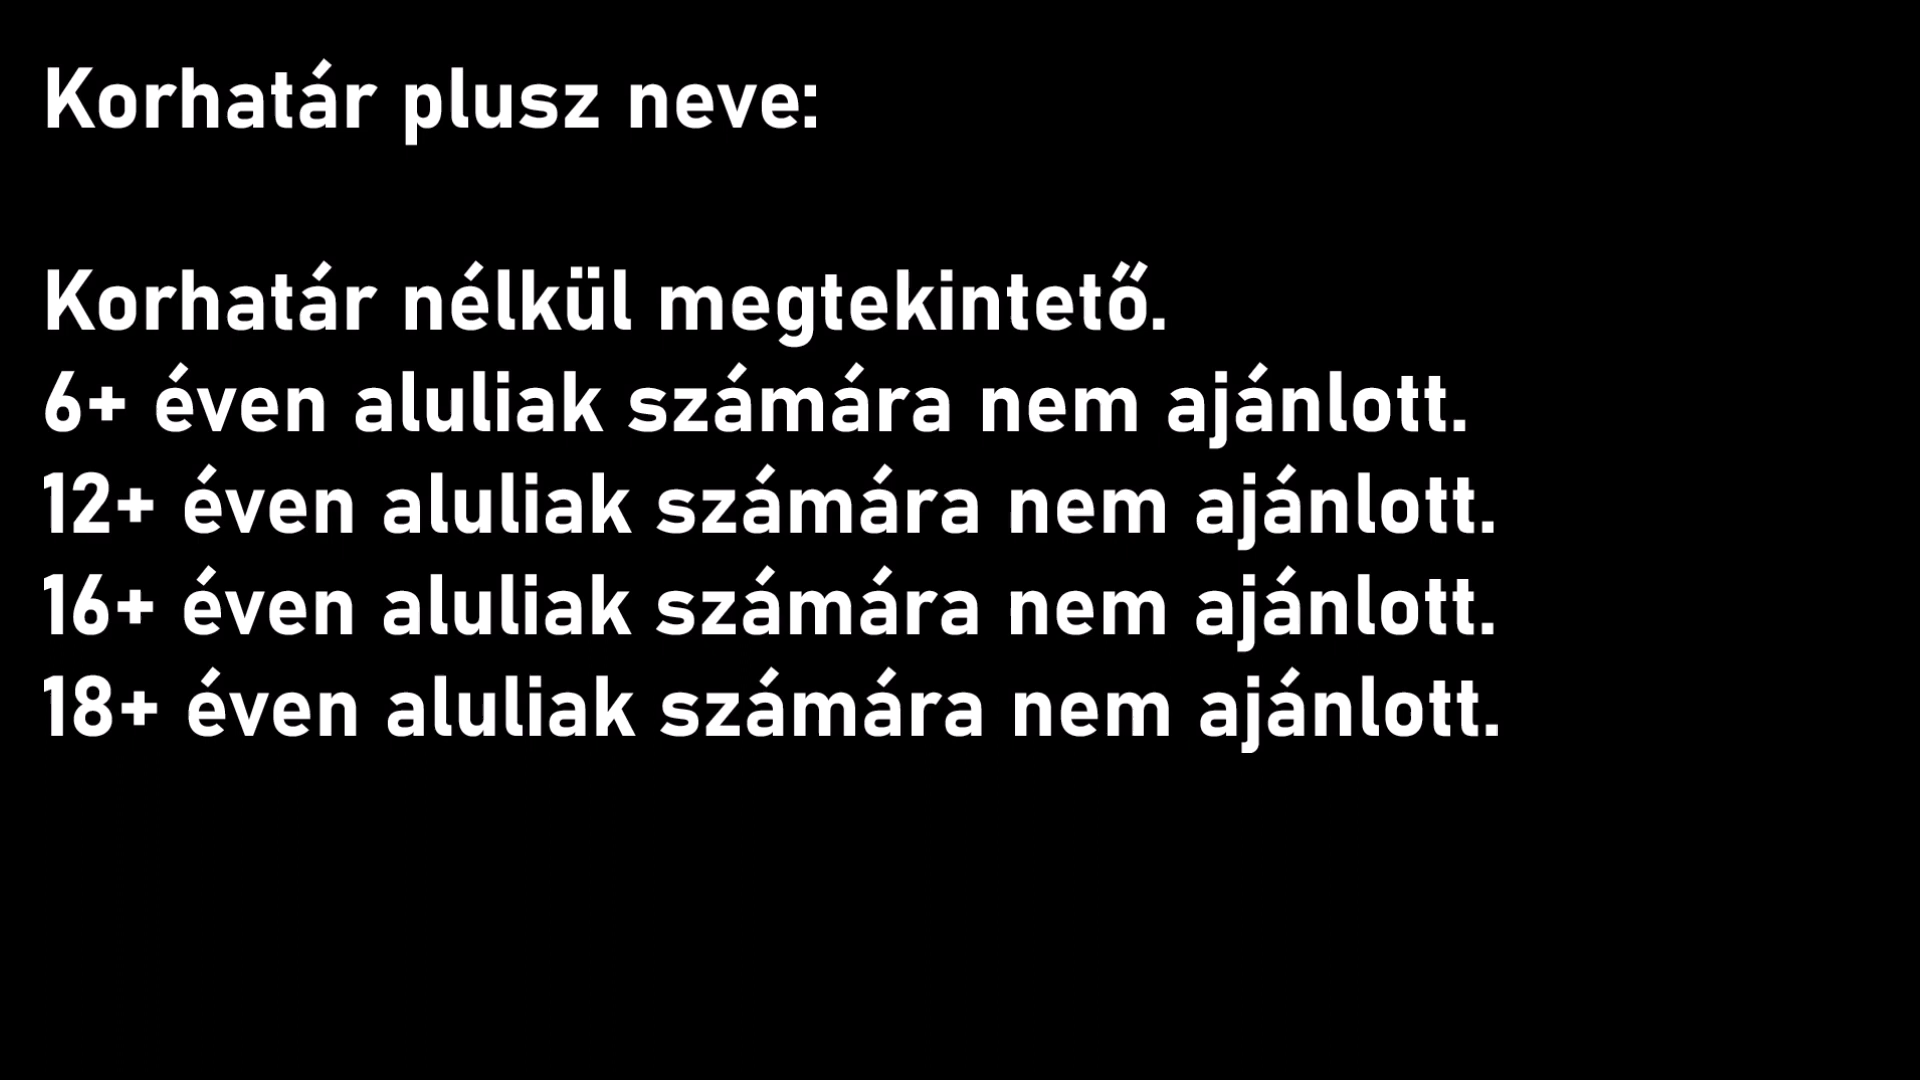 Korhatár plusz neve:
Korhatár nélkül megtekintető.
6+ éven aluliak számára nem ajánlott.
12+ éven aluliak számára nem ajánlott.
16+ éven aluliak számára nem ajánlott.
18+ éven aluliak számára nem ajánlott.